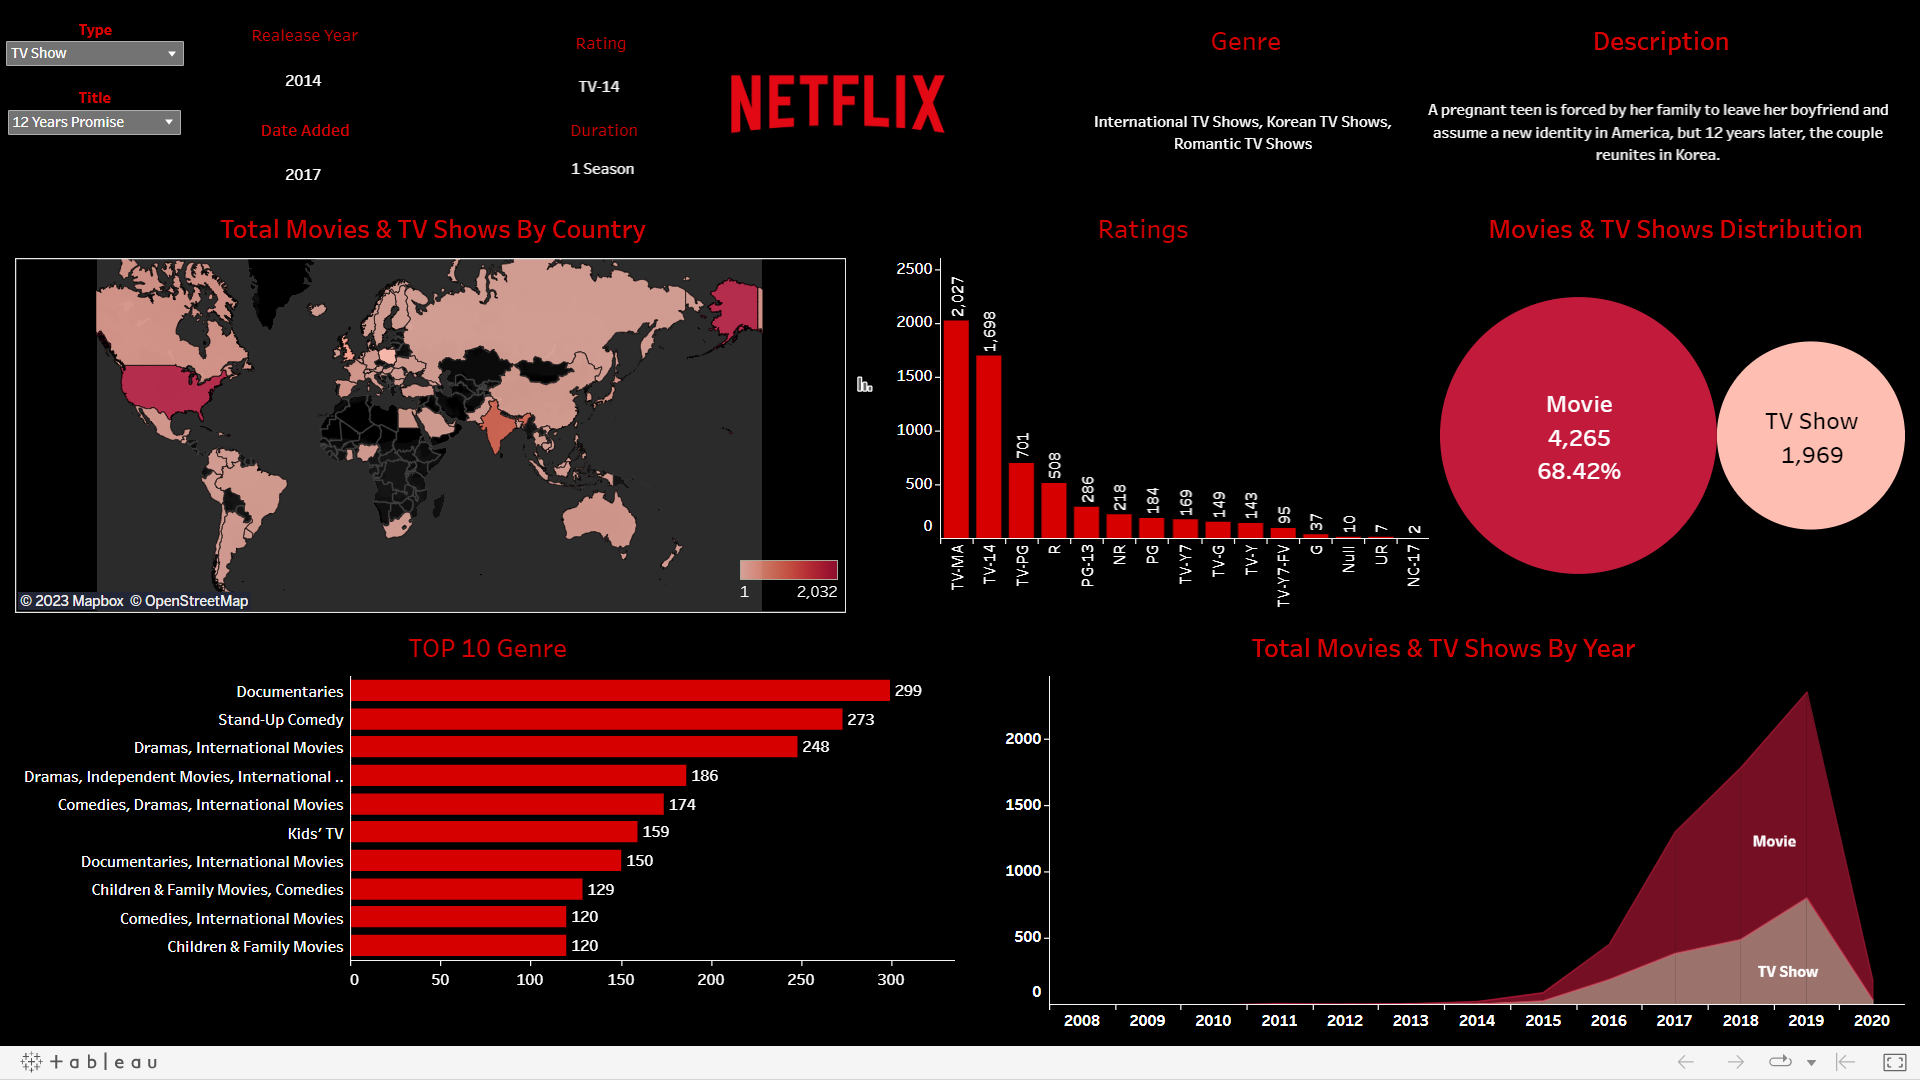 Type
TV Show
Title
12 Years Promise
Realease Year
2014
Date Added
2017
Rating
TV-14
Duration
1 Season
NETFLIX
Genre
International TV Shows, Korean TV Shows,
Romantic TV Shows
Description
A pregnant teen is forced by her family to leave her boyfriend and
assume a new identity in America, but 12 years later, the couple
reunites in Korea.
Total Movies & TV Shows By Country
1
2,032
© 2023 Mapbox © OpenStreetMap
Ratings
2500
2000
1500
1000
500
0
2,027
1,698
701
508
286
218
184
169
149
143
95
37
10
7
2
TV-MA
TV-14
TV-PG
R
PG-13
NR
PG
TV-Y7
TV-G
TV-Y
TV-Y7-FV
G
Null
UR
NC-17
Movies & TV Shows Distribution
Movie
4,265
68.42%
TV Show
1,969
TOP 10 Genre
Documentaries 299
Stand-Up Comedy 273
Dramas, International Movies 248
Dramas, Independent Movies, International .. 186
Comedies, Dramas, International Movies 174
Kids' TV 159
Documentaries, International Movies 150
Children & Family Movies, Comedies 129
Comedies, International Movies 120
Children & Family Movies 120
0 50 100 150 200 250 300
Total Movies & TV Shows By Year
2000
1500
1000
500
0
Movie
TV Show
2008 2009 2010 2011 2012 2013 2014 2015 2016 2017 2018 2019 2020
+ a b | e a u